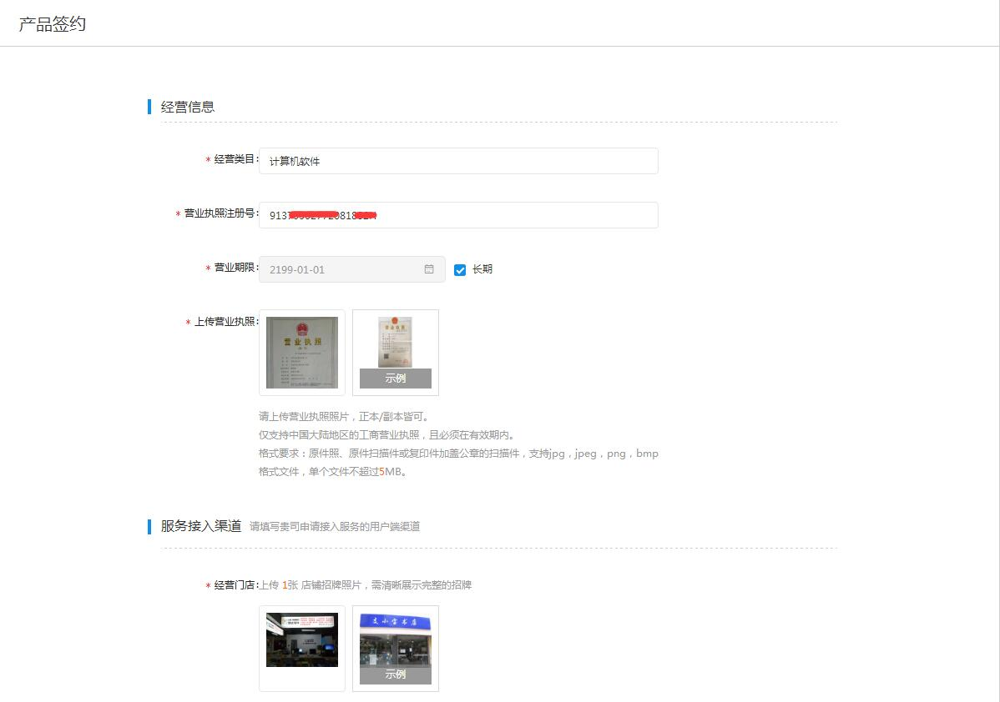 产品签约
经营信息
* 经营类目:
计算机软件
* 营业执照注册号:
* 营业期限:
2199-01-01
长期
* 上传营业执照:
营业执照
示例
请上传营业执照照片，正本/副本皆可。
仅支持中国大陆地区的工商营业执照，且必须在有效期内。
格式要求：原件照、原件扫描件或复印件加盖公章的扫描件，支持jpg，jpeg，png，bmp
格式文件，单个文件不超过5MB。
服务接入渠道 请填写贵司申请接入服务的用户端渠道
* 经营门店:上传 1张 店铺招牌照片，需清晰展示完整的招牌
支小宝书店
示例